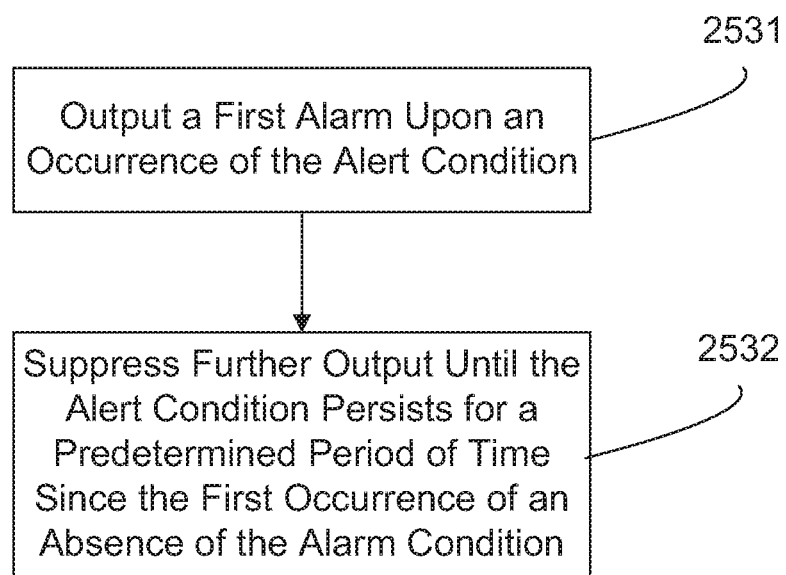 2531
Output a First Alarm Upon an
Occurrence of the Alert Condition
2532
Suppress Further Output Until the
Alert Condition Persists for a
Predetermined Period of Time
Since the First Occurrence of an
Absence of the Alarm Condition